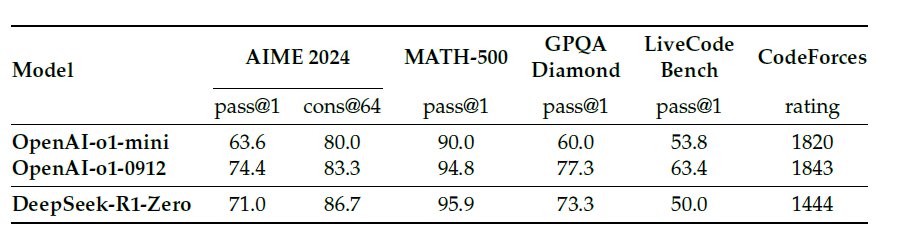 Model AIME 2024 MATH-500 GPQA Diamond LiveCode Bench CodeForces
pass@1 cons@64 pass@1 pass@1 pass@1 rating
OpenAI-o1-mini 63.6 80.0 90.0 60.0 53.8 1820
OpenAI-o1-0912 74.4 83.3 94.8 77.3 63.4 1843
DeepSeek-R1-Zero 71.0 86.7 95.9 73.3 50.0 1444